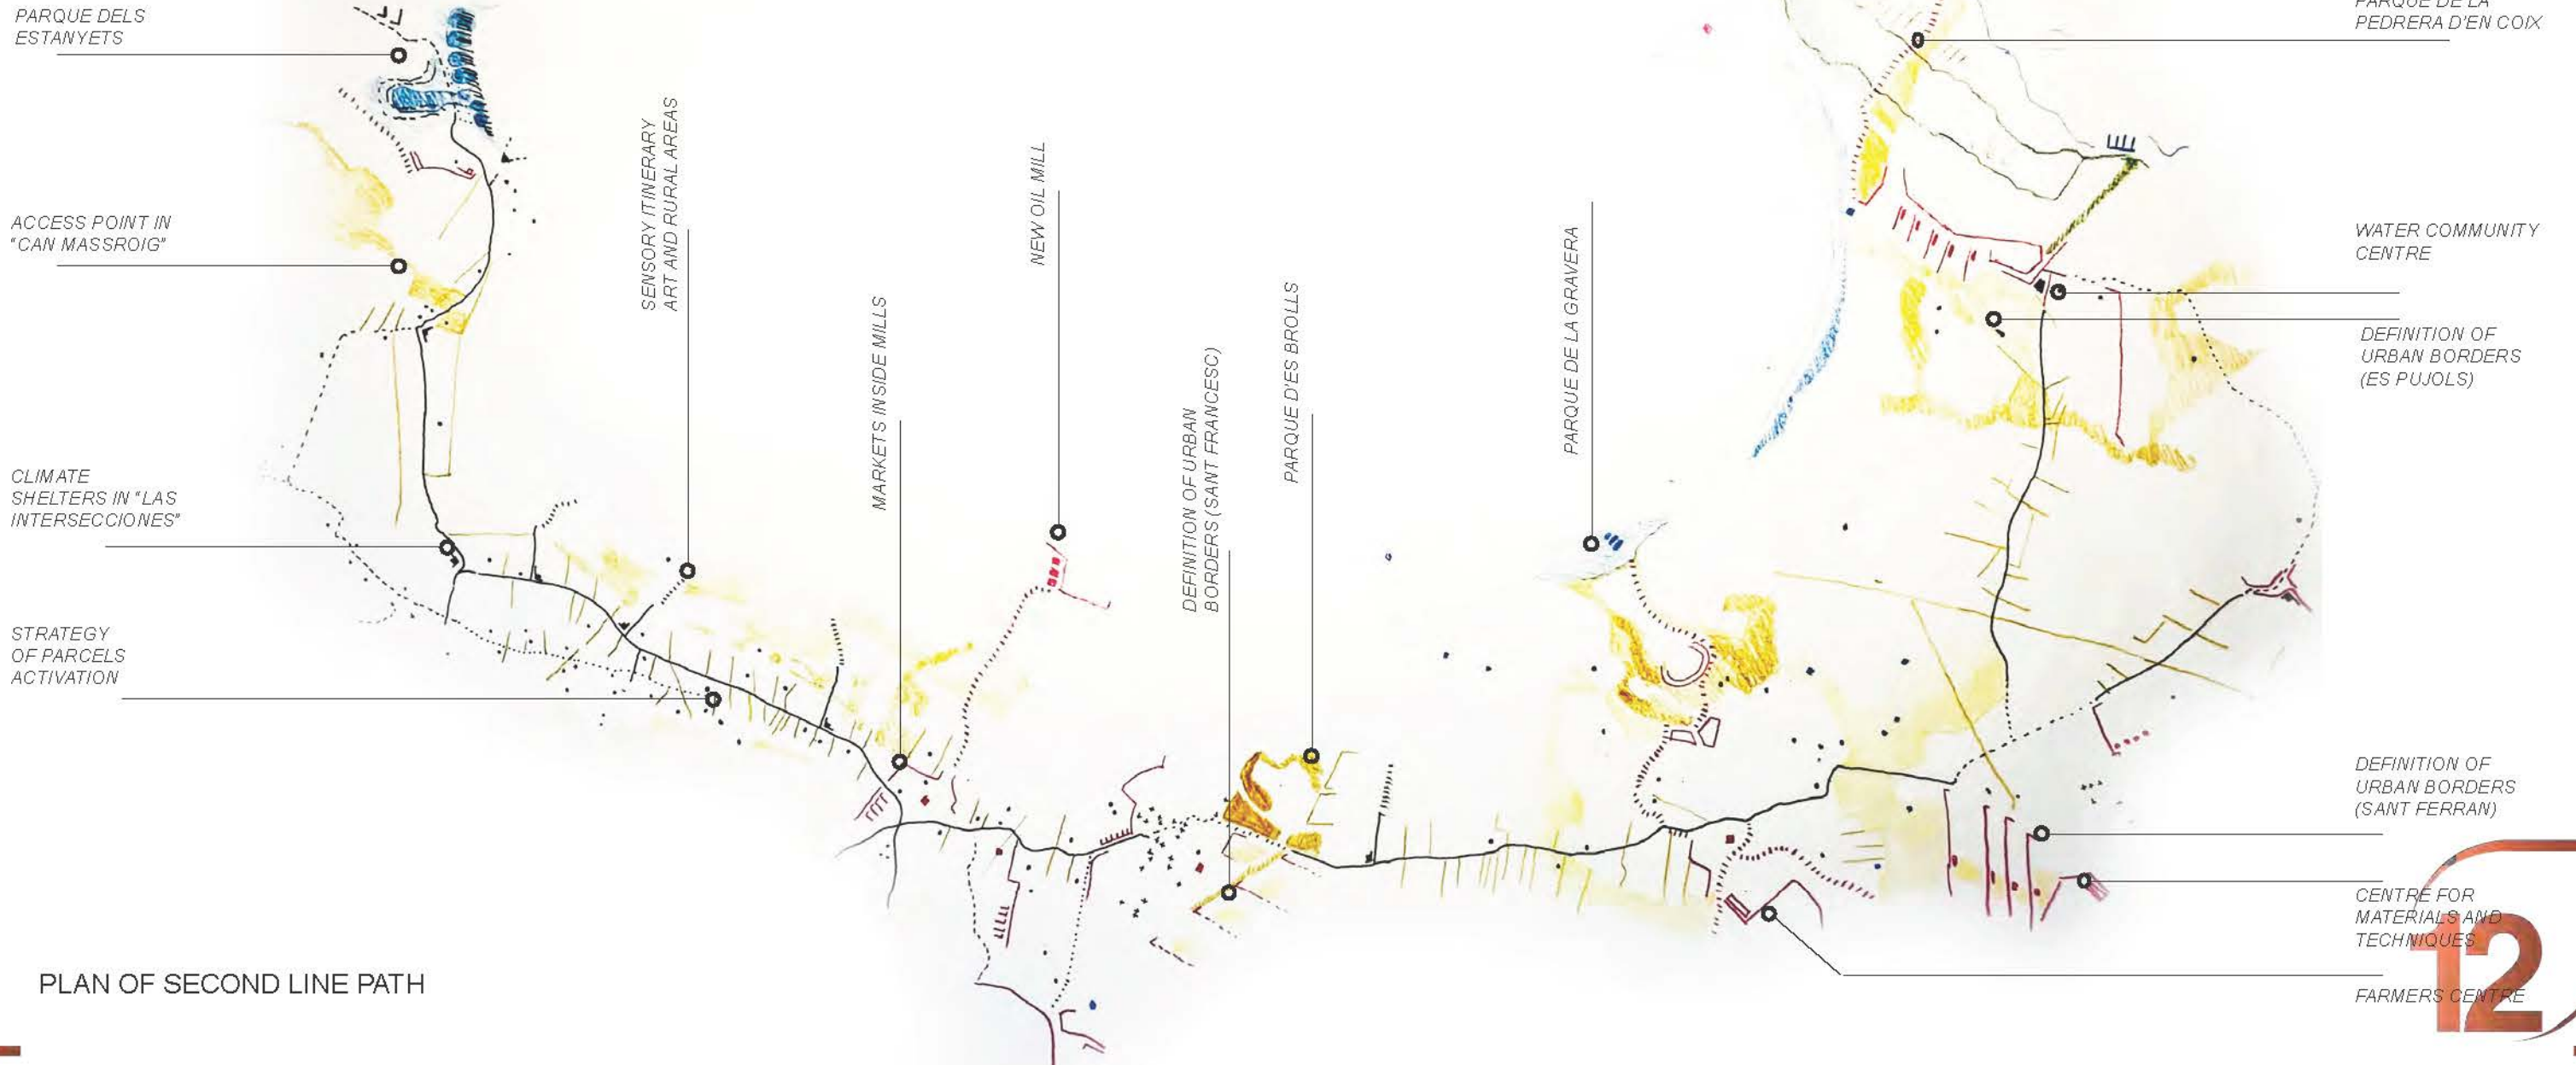 PARQUE DELS
ESTANYETS
ACCESS POINT IN
"CAN MASSROIG"
CLIMATE
SHELTERS IN "LAS
INTERSECCIONES"
STRATEGY
OF PARCELS
ACTIVATION
SENSORY ITINERARY
ART AND RURAL AREAS
MARKETS INSIDE MILLS
NEW OIL MILL
DEFINITION OF URBAN
BORDERS (SANT FRANCESC)
PARQUE D'ES BROLLS
PARQUE DE LA GRAVERA
PARQUE DE LA
PEDRERA D'EN COIX
WATER COMMUNITY
CENTRE
DEFINITION OF
URBAN BORDERS
(ES PUJOLS)
DEFINITION OF
URBAN BORDERS
(SANT FERRAN)
CENTRE FOR
MATERIALS AND
TECHNIQUES
FARMERS CENTRE
PLAN OF SECOND LINE PATH
12